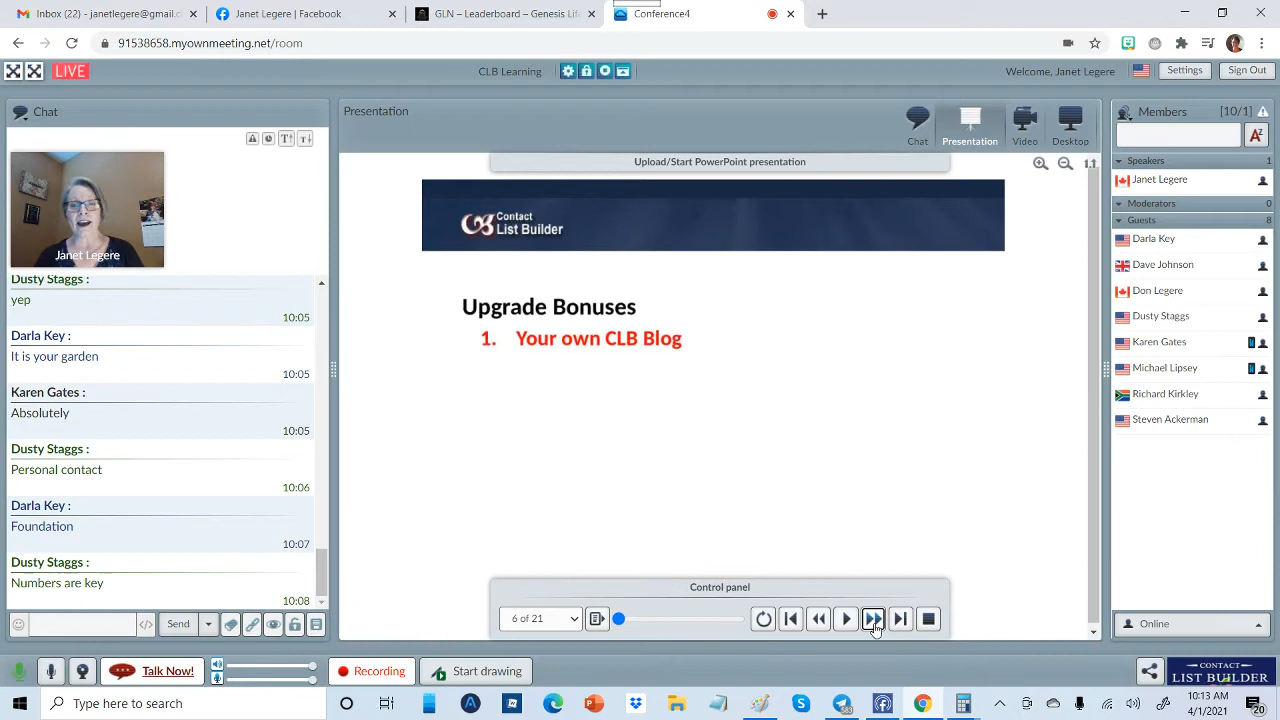 Inbox (241) - janetlegere@gmail.
Janet Legere | Facebook
GLN – Leaderboard – Genesis Life
Conference4
91538658.myownmeeting.net/room
LIVE
CLB Learning
Welcome, Janet Legere
Settings
Sign Out
Chat
Janet Legere
Dusty Staggs :
yep
10:05
Darla Key :
It is your garden
10:05
Karen Gates :
Absolutely
10:05
Dusty Staggs :
Personal contact
10:06
Darla Key :
Foundation
10:07
Dusty Staggs :
Numbers are key
10:08
Send
Talk Now!
Presentation
Chat
Presentation
Video
Desktop
Upload/Start PowerPoint presentation
1:1
Contact
List Builder
Upgrade Bonuses
1. Your own CLB Blog
Control panel
6 of 21
Recording
Start drawing
Members
[10/1]
Speakers 1
Janet Legere
Moderators 0
Guests 8
Darla Key
Dave Johnson
Don Legere
Dusty Staggs
Karen Gates
Michael Lipsey
Richard Kirkley
Steven Ackerman
Online
CONTACT
LIST BUILDER
Type here to search
10:13 AM
4/1/2021
20